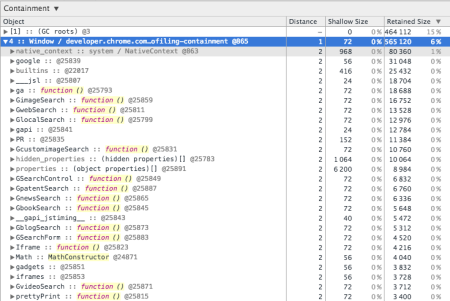 Containment ▼
Object Distance Shallow Size Retained Size ▼
▶[1] :: (GC roots) @3 – 0 0% 464 112 15%
▼4 :: Window / developer.chrome.com…ofiling-containment @865 1 72 0% 565 120 6%
▶native_context :: system / NativeContext @863 2 968 0% 80 360 1%
▶google :: @25839 2 56 0% 31 048 0%
▶builtins :: @22017 2 416 0% 25 432 0%
▶___jsl :: @25807 2 24 0% 18 704 0%
▶ga :: function () @25793 2 72 0% 18 688 0%
▶GimageSearch :: function () @25859 2 72 0% 16 752 0%
▶GwebSearch :: function () @25811 2 72 0% 13 528 0%
▶GlocalSearch :: function () @25799 2 72 0% 12 976 0%
▶gapi :: @25841 2 24 0% 12 784 0%
▶PR :: @25835 2 152 0% 11 384 0%
▶GcustomimageSearch :: function () @25831 2 72 0% 10 760 0%
▶hidden_properties :: (hidden properties)[] @25783 2 1 064 0% 10 064 0%
▶properties :: (object properties)[] @25891 2 6 200 0% 8 984 0%
▶GSearchControl :: function () @25849 2 72 0% 6 832 0%
▶GpatentSearch :: function () @25887 2 72 0% 6 760 0%
▶GnewsSearch :: function () @25865 2 72 0% 6 336 0%
▶GbookSearch :: function () @25845 2 72 0% 5 648 0%
▶__gapi_jstiming__ :: @25843 2 40 0% 5 472 0%
▶GblogSearch :: function () @25873 2 72 0% 5 312 0%
▶GSearchForm :: function () @25883 2 72 0% 4 520 0%
▶Iframe :: function () @25823 2 72 0% 4 216 0%
▶Math :: MathConstructor @24871 2 56 0% 4 040 0%
▶gadgets :: @25851 2 56 0% 3 832 0%
▶iframes :: @25853 2 56 0% 3 728 0%
▶GvideoSearch :: function () @25871 2 72 0% 3 712 0%
▶prettyPrint :: function () @25815 2 72 0% 3 400 0%